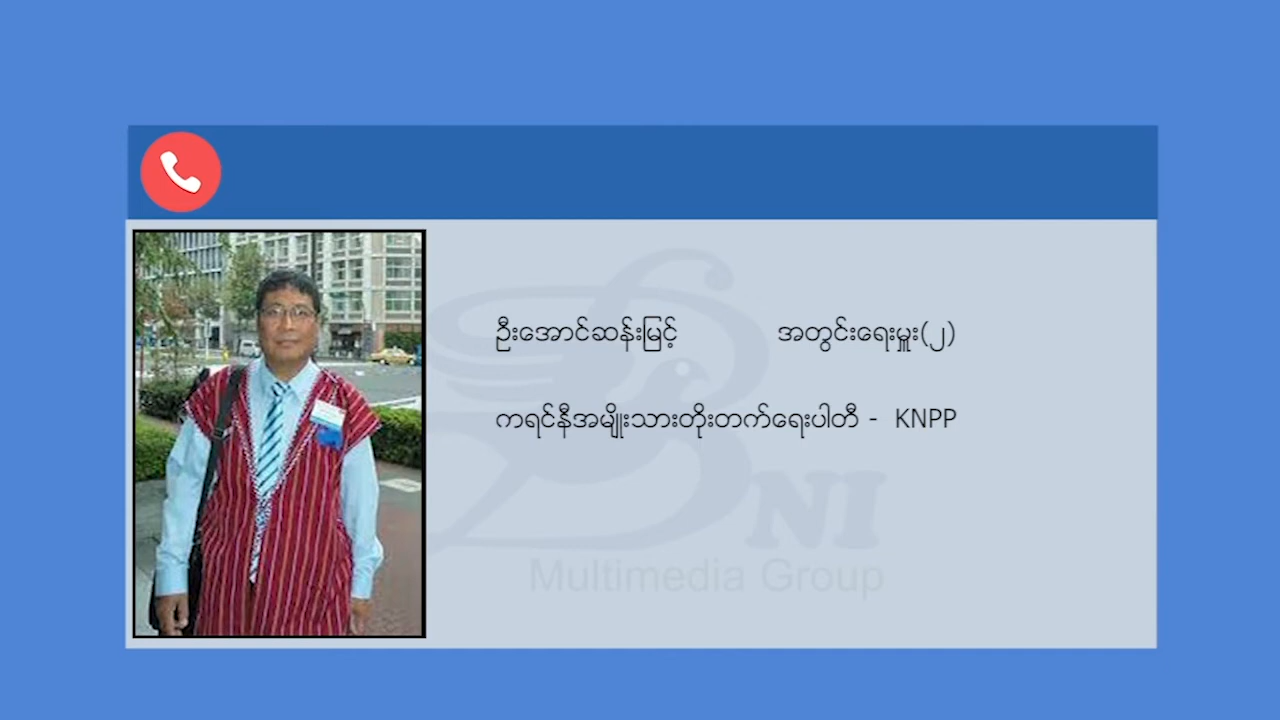 ဦးအောင်ဆန်းမြင့် အတွင်းရေးမှူး(၂)
ကရင်နီအမျိုးသားတိုးတက်ရေးပါတီ - KNPP
BNI
Multimedia Group